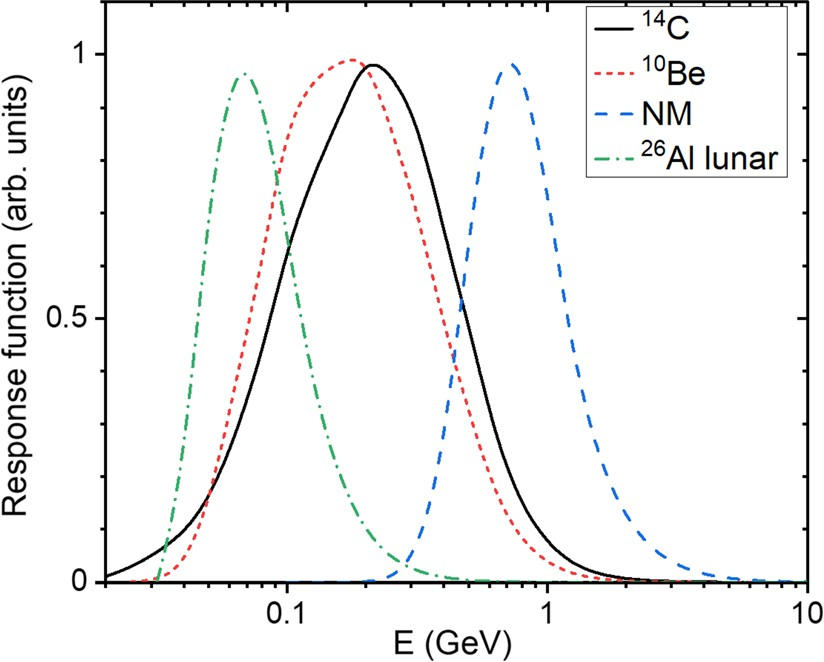 Response function (arb. units)
1
0.5
0
¹⁴C
¹⁰Be
NM
²⁶Al lunar
0.1
1
10
E (GeV)